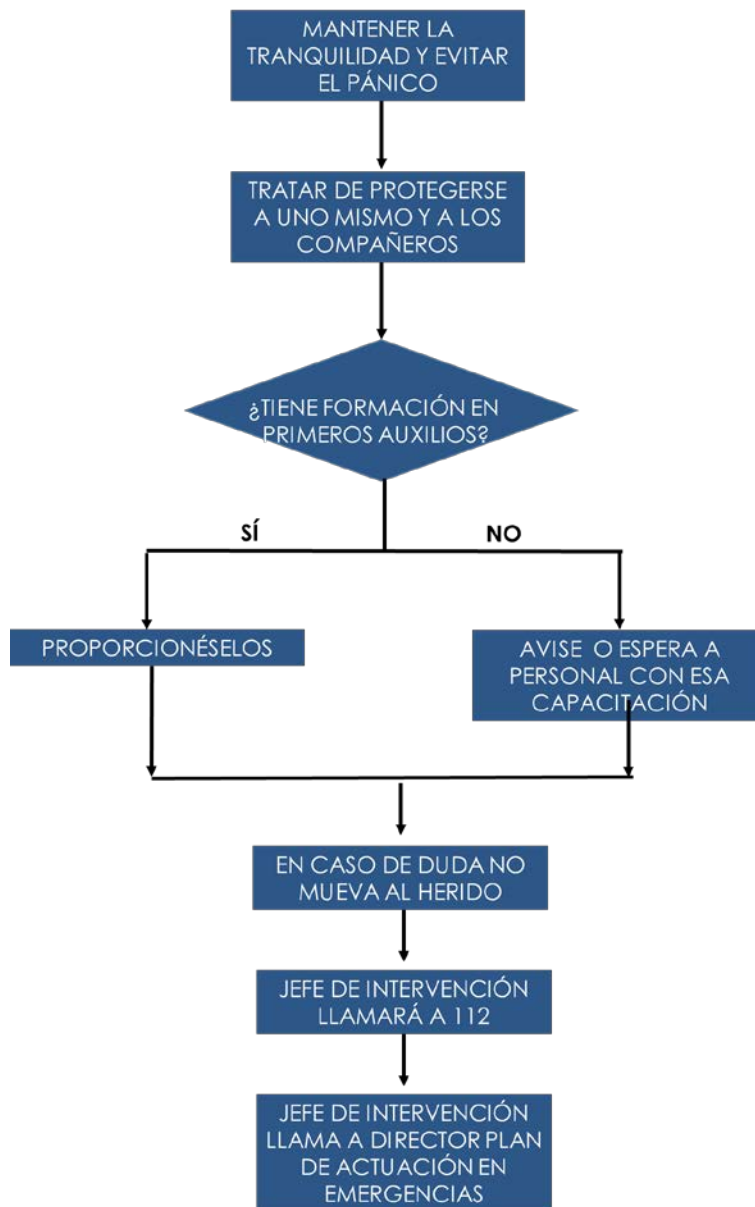 MANTENER LA
TRANQUILIDAD Y EVITAR
EL PÁNICO
TRATAR DE PROTEGERSE
A UNO MISMO Y A LOS
COMPAÑEROS
¿TIENE FORMACIÓN EN
PRIMEROS AUXILIOS?
SÍ
NO
PROPORCIONÉSELOS
AVISE O ESPERA A
PERSONAL CON ESA
CAPACITACIÓN
EN CASO DE DUDA NO
MUEVA AL HERIDO
JEFE DE INTERVENCIÓN
LLAMARÁ A 112
JEFE DE INTERVENCIÓN
LLAMA A DIRECTOR PLAN
DE ACTUACIÓN EN
EMERGENCIAS